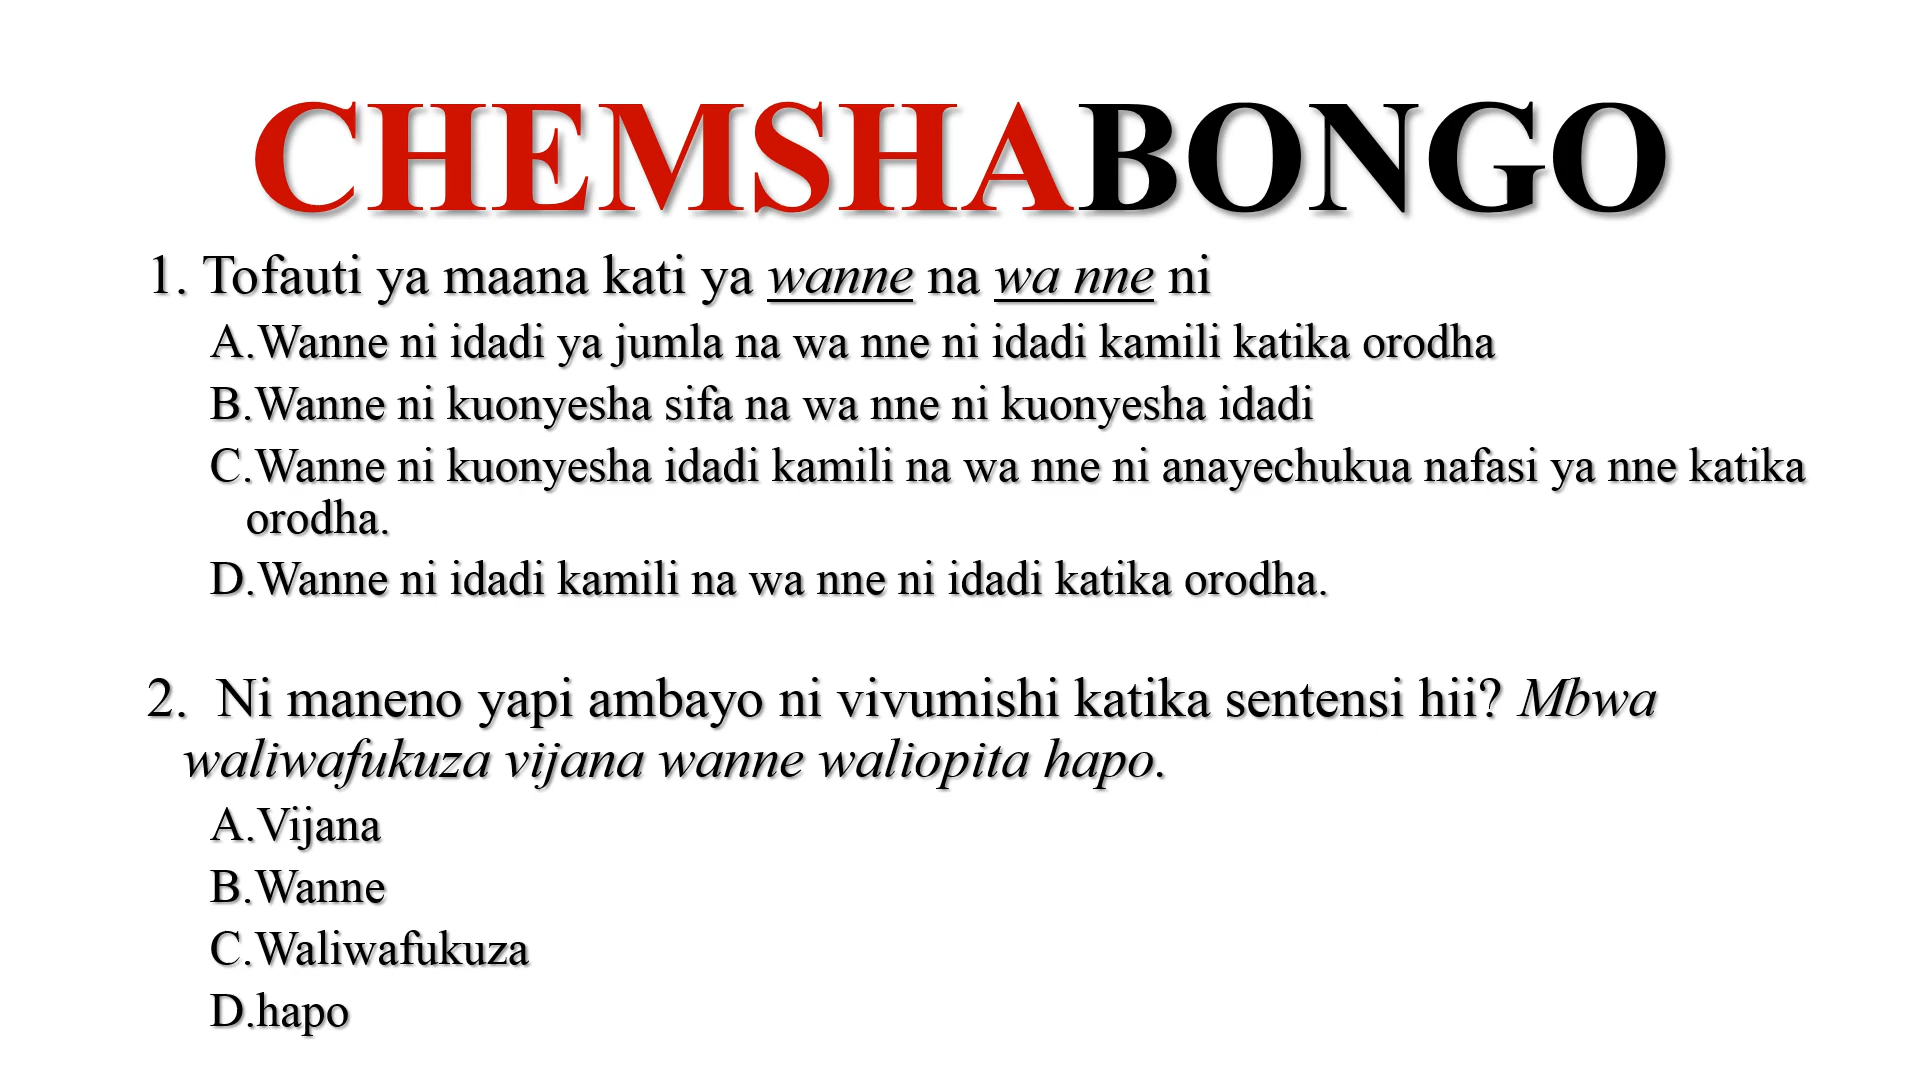 CHEMSHABONGO
1. Tofauti ya maana kati ya wanne na wa nne ni
A.Wanne ni idadi ya jumla na wa nne ni idadi kamili katika orodha
B.Wanne ni kuonyesha sifa na wa nne ni kuonyesha idadi
C.Wanne ni kuonyesha idadi kamili na wa nne ni anayechukua nafasi ya nne katika
orodha.
D.Wanne ni idadi kamili na wa nne ni idadi katika orodha.
2. Ni maneno yapi ambayo ni vivumishi katika sentensi hii? Mbwa
waliwafukuza vijana wanne waliopita hapo.
A.Vijana
B.Wanne
C.Waliwafukuza
D.hapo